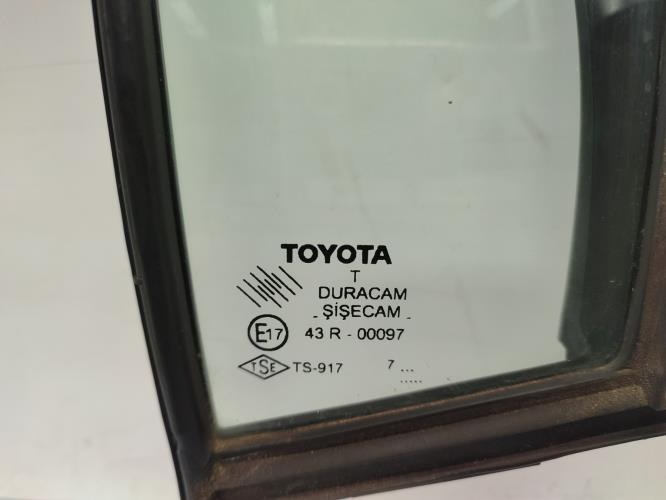 TOYOTA
T
DURACAM
- ŞİŞECAM -
E17 43 R - 00097
TSE TS-917 7 ...
.....